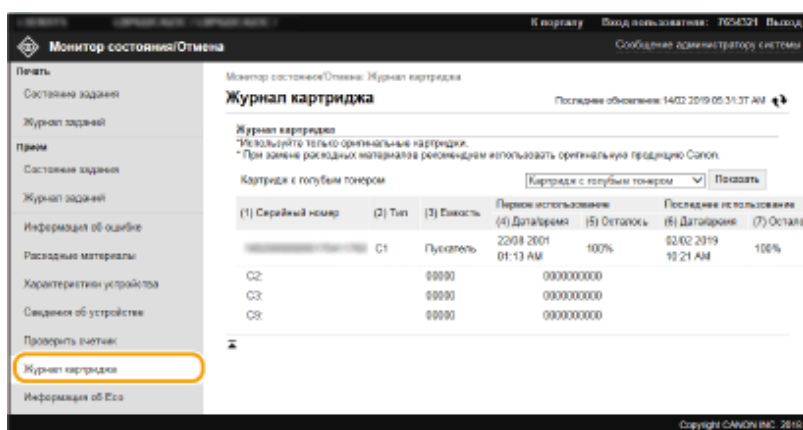 К порталу Вход пользователя: 7654321 Выход
Монитор состояния/Отмена
Сообщение администратору системы
Печать
Состояние задания
Журнал заданий
Прием
Состояние задания
Журнал заданий
Информация об ошибке
Расходные материалы
Характеристики устройства
Сведения об устройстве
Проверить счетчик
Журнал картриджа
Информация об Eco
Монитор состояния/Отмена: Журнал картриджа
Журнал картриджа
Последнее обновление: 14/02 2019 05:31:37 AM
Журнал картриджа
*Используйте только оригинальные картриджи.
* При замене расходных материалов рекомендуем использовать оригинальную продукцию Canon.
Картридж с голубым тонером
Картридж с голубым тонером Показать
(1) Серийный номер (2) Тип (3) Емкость Первое использование Последнее использование
(4) Дата/время (5) Осталось (6) Дата/время (7) Остало
C1 Пускатель 22/08 2001 01:13 AM 100% 02/02 2019 10:21 AM 100%
C2: 00000 0000000000
C3: 00000 0000000000
C9: 00000 0000000000
Copyright CANON INC. 2018